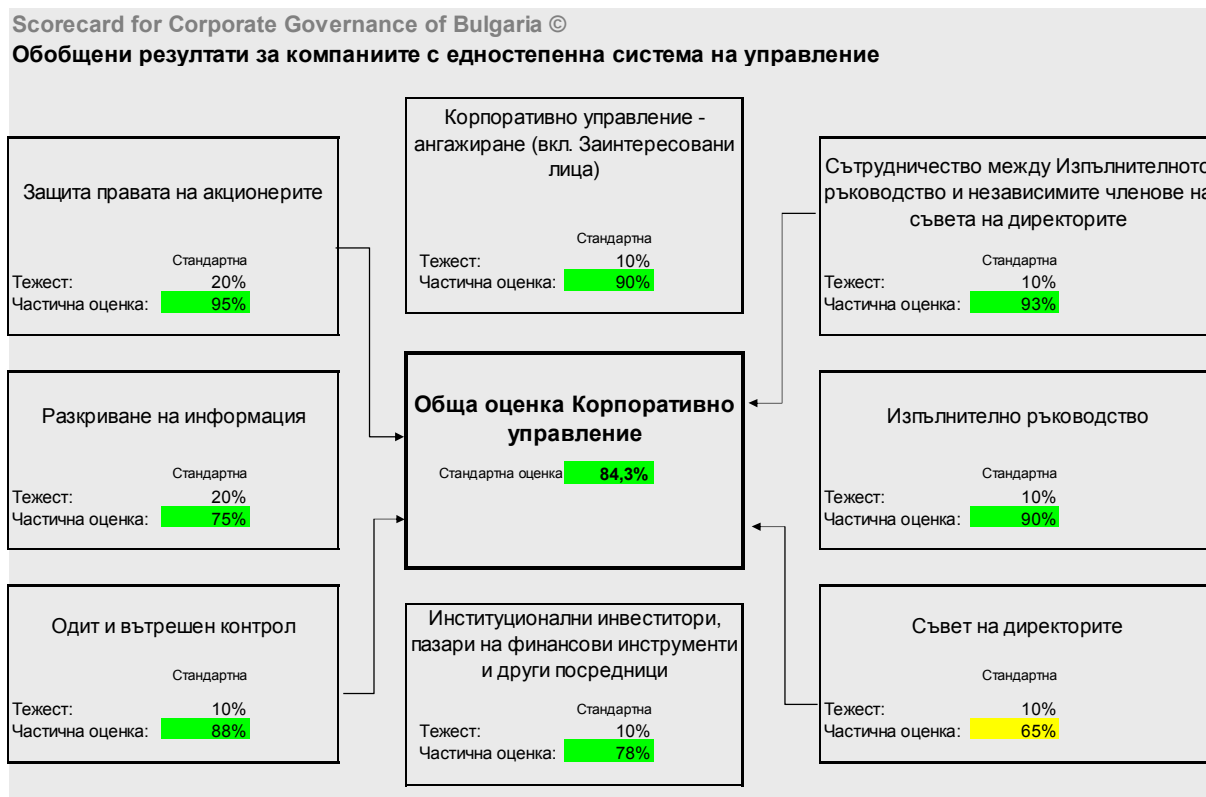 Scorecard for Corporate Governance of Bulgaria ©
Обобщени резултати за компаниите с едностепенна система на управление
Корпоративно управление -
ангажиране (вкл. Заинтересовани
лица)
Стандартна
Тежест: 10%
Частична оценка: 90%
Защита правата на акционерите
Стандартна
Тежест: 20%
Частична оценка: 95%
Сътрудничество между Изпълнителното
ръководство и независимите членове на
съвета на директорите
Стандартна
Тежест: 10%
Частична оценка: 93%
Разкриване на информация
Стандартна
Тежест: 20%
Частична оценка: 75%
Обща оценка Корпоративно
управление
Стандартна оценка 84,3%
Изпълнително ръководство
Стандартна
Тежест: 10%
Частична оценка: 90%
Одит и вътрешен контрол
Стандартна
Тежест: 10%
Частична оценка: 88%
Институционални инвеститори,
пазари на финансови инструменти
и други посредници
Стандартна
Тежест: 10%
Частична оценка: 78%
Съвет на директорите
Стандартна
Тежест: 10%
Частична оценка: 65%